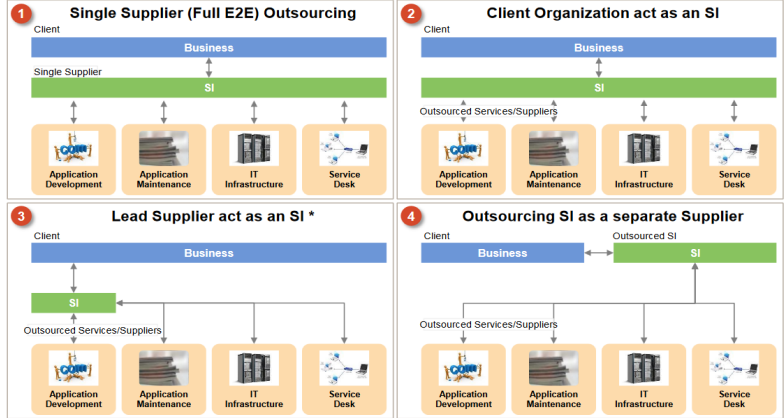 1
Single Supplier (Full E2E) Outsourcing
Client
Business
Single Supplier
SI
Application
Development
Application
Maintenance
IT
Infrastructure
Service
Desk
2
Client Organization act as an SI
Client
Business
SI
Outsourced Services/Suppliers
Application
Development
Application
Maintenance
IT
Infrastructure
Service
Desk
3
Lead Supplier act as an SI *
Client
Business
SI
Outsourced Services/Suppliers
Application
Development
Application
Maintenance
IT
Infrastructure
Service
Desk
4
Outsourcing SI as a separate Supplier
Client
Outsourced SI
Business
SI
Outsourced Services/Suppliers
Application
Development
Application
Maintenance
IT
Infrastructure
Service
Desk